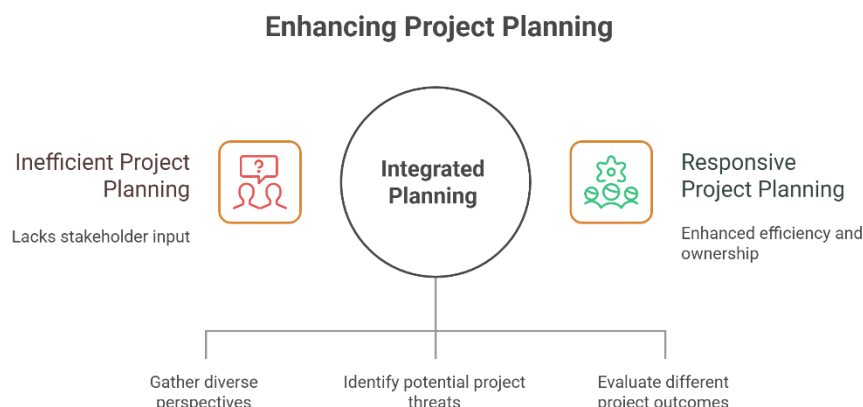 Enhancing Project Planning
Inefficient Project
Planning
Lacks stakeholder input
?
Integrated
Planning
Responsive
Project Planning
Enhanced efficiency and
ownership
Gather diverse
perspectives
Identify potential project
threats
Evaluate different
project outcomes